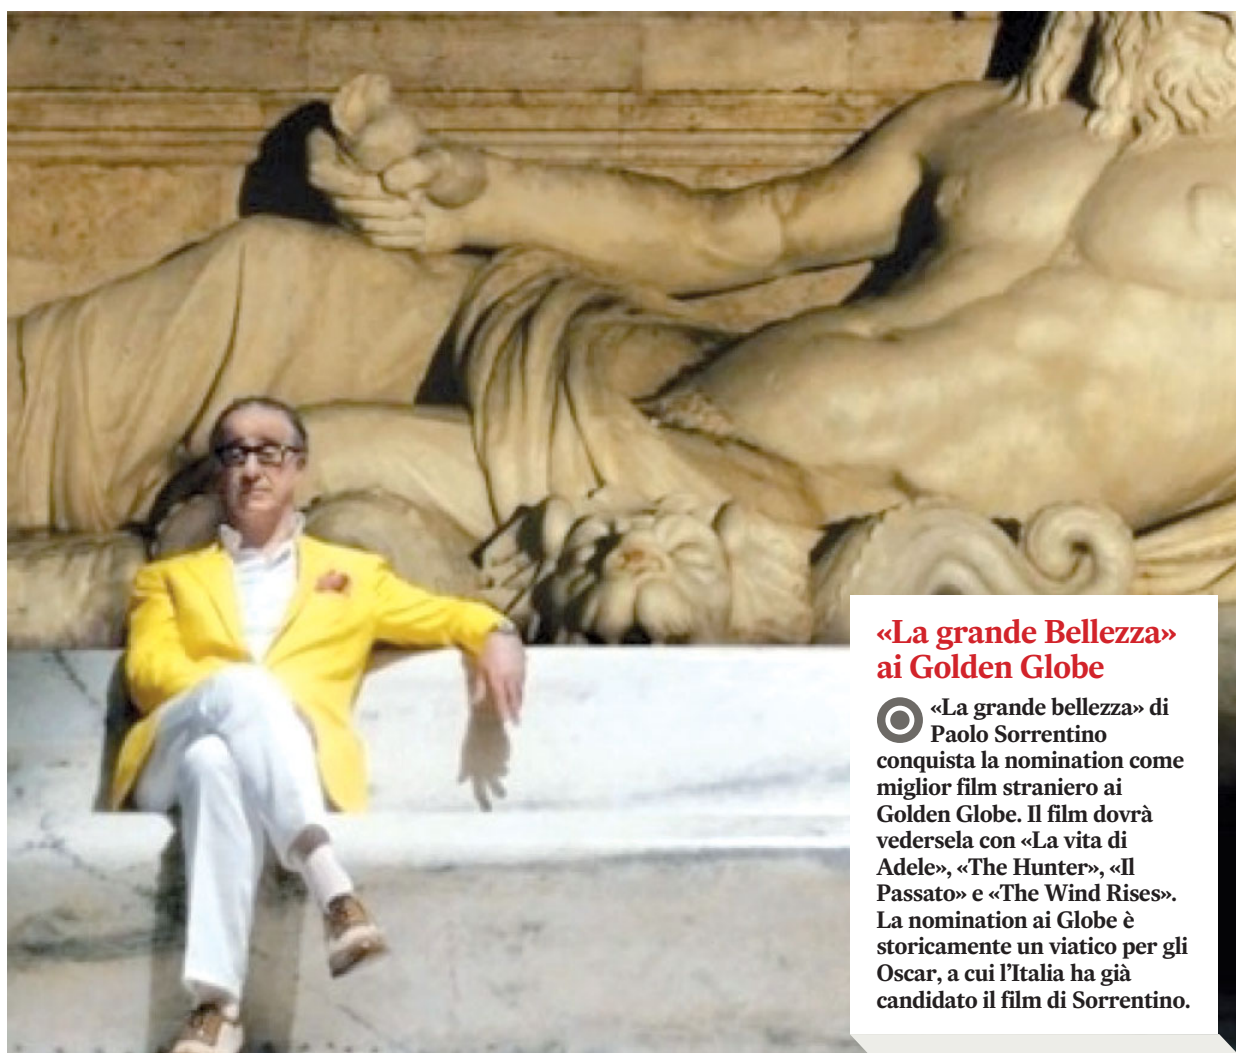 «La grande Bellezza»
ai Golden Globe
«La grande bellezza» di
Paolo Sorrentino
conquista la nomination come
miglior film straniero ai
Golden Globe. Il film dovrà
vedersela con «La vita di
Adele», «The Hunter», «Il
Passato» e «The Wind Rises».
La nomination ai Globe è
storicamente un viatico per gli
Oscar, a cui l'Italia ha già
candidato il film di Sorrentino.